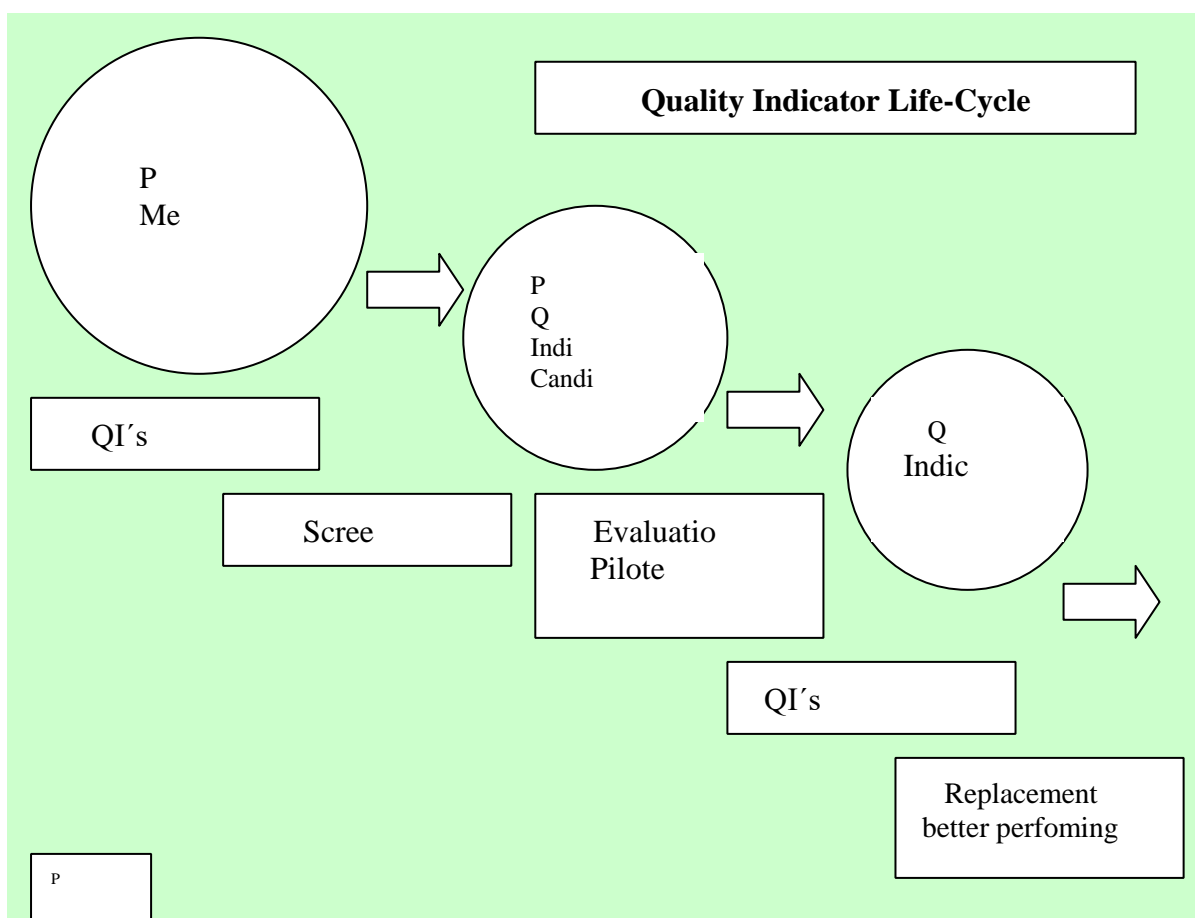 Quality Indicator Life-Cycle
P
Me
P
Q
Indi
Candi
Q
Indic
QI´s
Scree
Evaluatio
Pilote
QI´s
Replacement
better perfoming
P